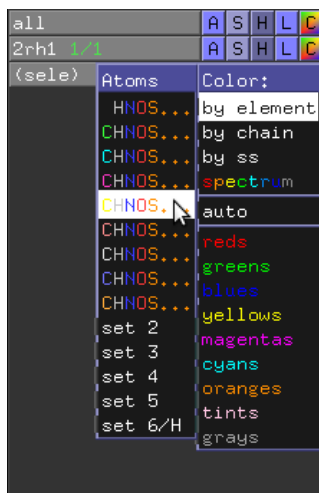 all A S H L C
2rh1 1/1 A S H L C
(sele) Atoms Color:
HNOS... by element
CHNOS... by chain
CHNOS... by ss
CHNOS... spectrum
CHNOS... auto
CHNOS... reds
CHNOS... greens
CHNOS... blues
CHNOS... yellows
set 2 magentas
set 3 cyans
set 4 oranges
set 5 tints
set 6/H grays